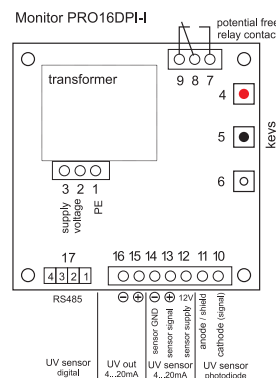 Monitor PRO16DPI-I
potential free
relay contac
transformer
9 8 7
4
5
6
keys
3 2 1
supply
voltage
PE
17
4 3 2 1
RS485
16 15 14 13 12 11 10
⊖ ⊕ ⊖ ⊕ 12V
sensor GND
sensor signal
sensor supply
anode / shield
cathode (signal)
UV sensor
digital
UV out
4...20mA
UV sensor
4...20mA
UV sensor
photodiode